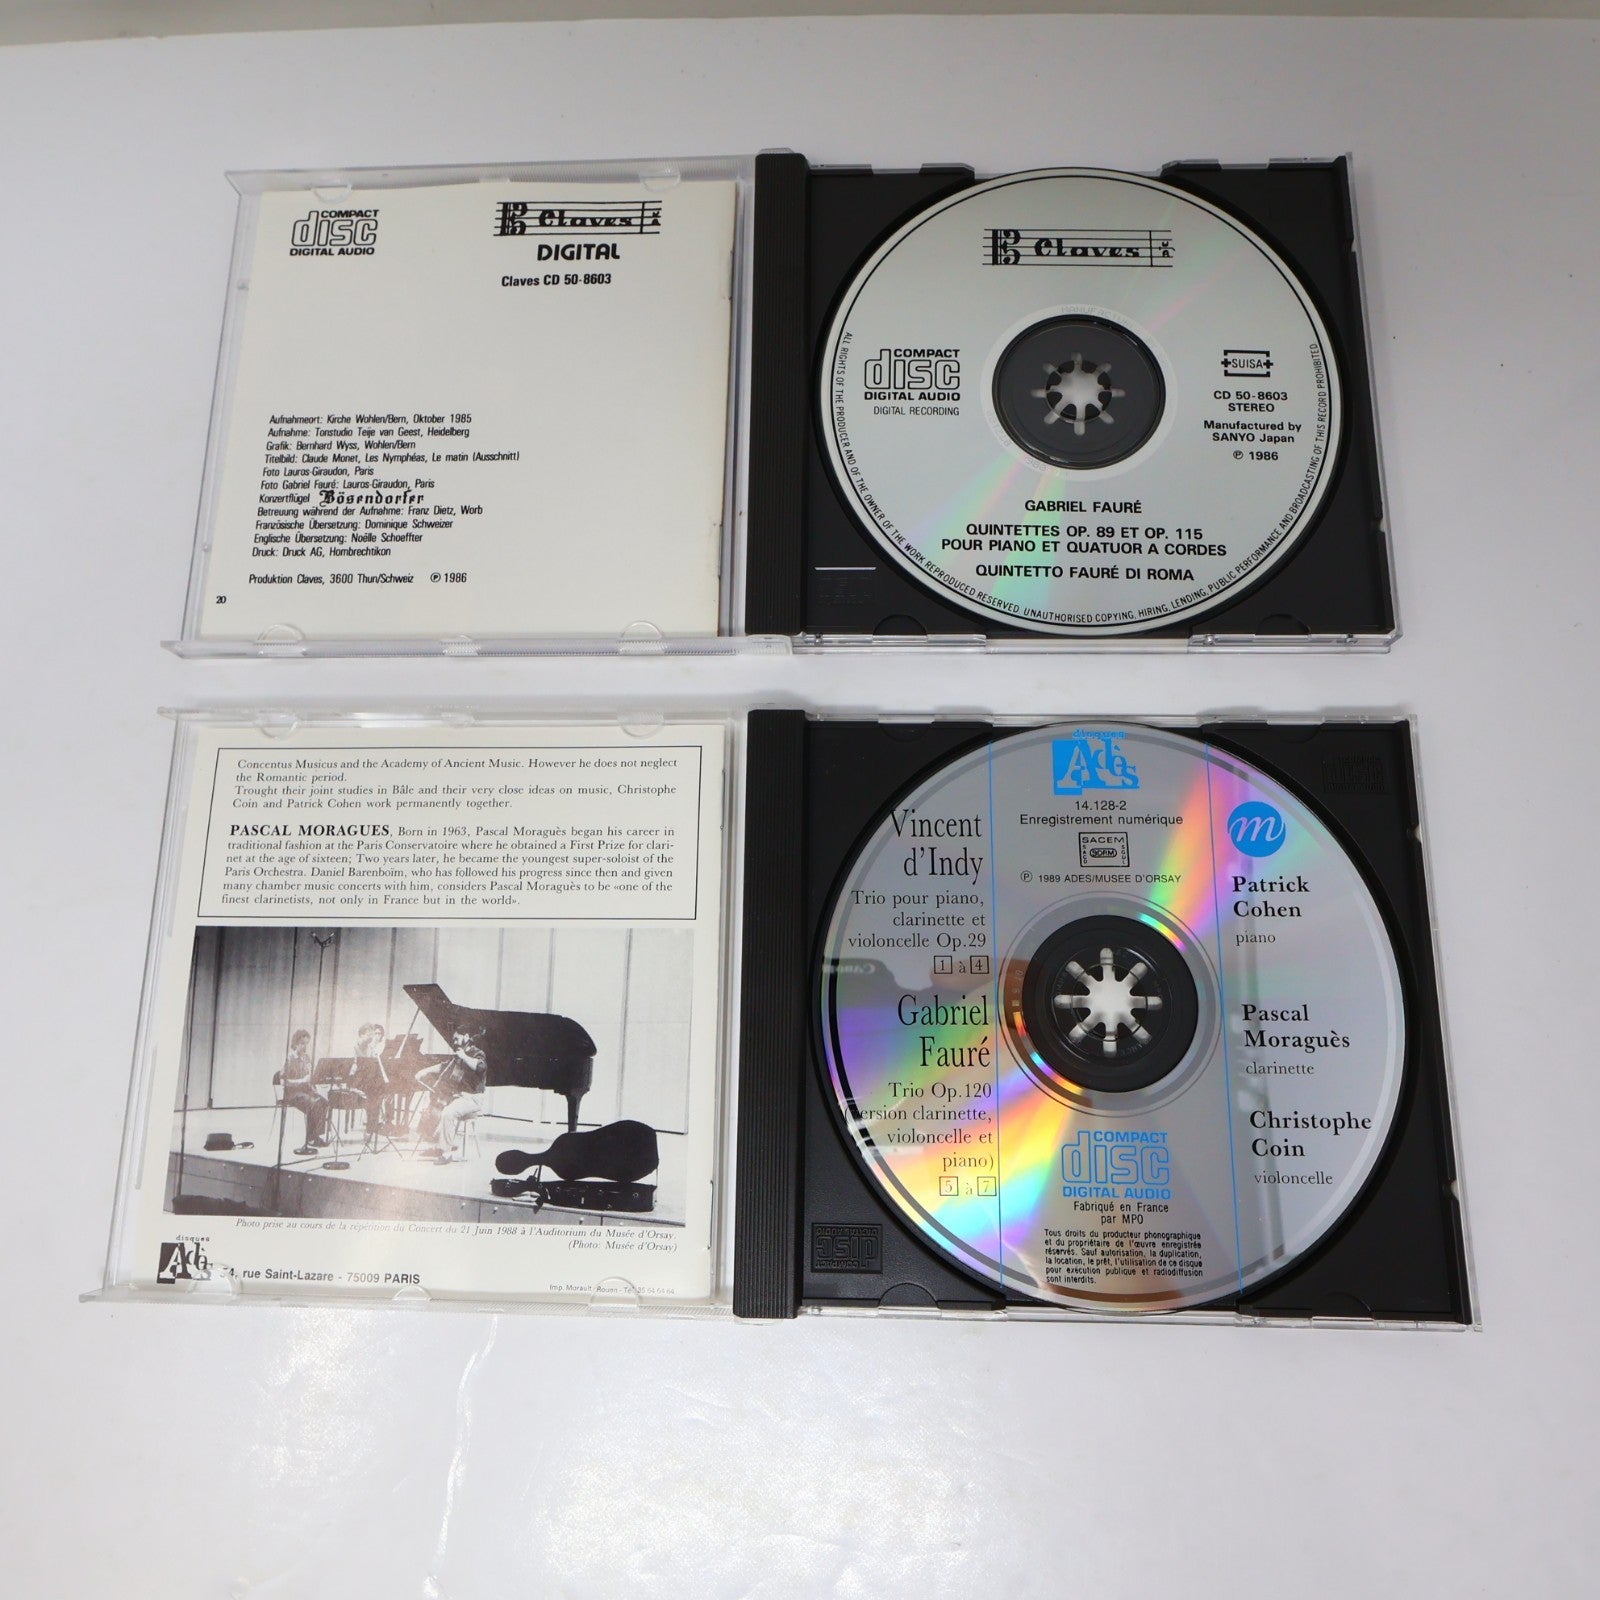 COMPACT
disc
DIGITAL AUDIO
Claves
DIGITAL
Claves CD 50-8603
Aufnahmeort: Kirche Wohlen/Bern, Oktober 1985
Aufnahme: Tonstudio Teije van Geest, Heidelberg
Grafik: Bernhard Wyss, Wohlen/Bern
Titelbild: Claude Monet, Les Nymphéas, Le matin (Ausschnitt)
Foto Lauros-Giraudon, Paris
Foto Gabriel Fauré: Lauros-Giraudon, Paris
Konzertflügel Bösendorfer
Betreuung während der Aufnahme: Franz Dietz, Worb
Französische Übersetzung: Dominique Schweizer
Englische Übersetzung: Noëlle Schoeffter
Druck: Druck AG, Hombrechtikon
Produktion Claves, 3600 Thun/Schweiz ℗ 1986
20
Claves
COMPACT
disc
DIGITAL AUDIO
DIGITAL RECORDING
SUISA
CD 50-8603
STEREO
Manufactured by
SANYO Japan
℗ 1986
GABRIEL FAURÉ
QUINTETTES OP. 89 ET OP. 115
POUR PIANO ET QUATUOR A CORDES
QUINTETTO FAURÉ DI ROMA
ALL RIGHTS OF THE PRODUCER AND OF THE OWNER OF THE WORK REPRODUCED RESERVED. UNAUTHORISED COPYING, HIRING, LENDING, PUBLIC PERFORMANCE AND BROADCASTING OF THIS RECORD PROHIBITED.
Concentus Musicus and the Academy of Ancient Music. However he does not neglect
the Romantic period.
Trought their joint studies in Bâle and their very close ideas on music, Christophe
Coin and Patrick Cohen work permanently together.
PASCAL MORAGUES, Born in 1963, Pascal Moraguès began his career in
traditional fashion at the Paris Conservatoire where he obtained a First Prize for clari-
net at the age of sixteen; Two years later, he became the youngest super-soloist of the
Paris Orchestra. Daniel Barenboïm, who has followed his progress since then and given
many chamber music concerts with him, considers Pascal Moraguès to be «one of the
finest clarinetists, not only in France but in the world».
Photo prise au cours de la répétition du Concert du 21 Juin 1988 à l'Auditorium du Musée d'Orsay.
(Photo: Musée d'Orsay)
disques
Adès
54, rue Saint-Lazare - 75009 PARIS
Imp. Morault - Rouen - Tél. 35 64 64 64
disques
Adès
14.128-2
Enregistrement numérique
SACEM
SACD SDRM SGDL
℗ 1989 ADES/MUSEE D'ORSAY
Vincent
d'Indy
Trio pour piano,
clarinette et
violoncelle Op.29
1 à 4
Gabriel
Fauré
Trio Op.120
(version clarinette,
violoncelle et
piano)
5 à 7
m
Patrick
Cohen
piano
Pascal
Moraguès
clarinette
Christophe
Coin
violoncelle
COMPACT
disc
DIGITAL AUDIO
Fabriqué en France
par MPO
Tous droits du producteur phonographique
et du propriétaire de l'œuvre enregistrée
réservés. Sauf autorisation, la duplication,
la location, le prêt, l'utilisation de ce disque
pour exécution publique et radiodiffusion
sont interdits.